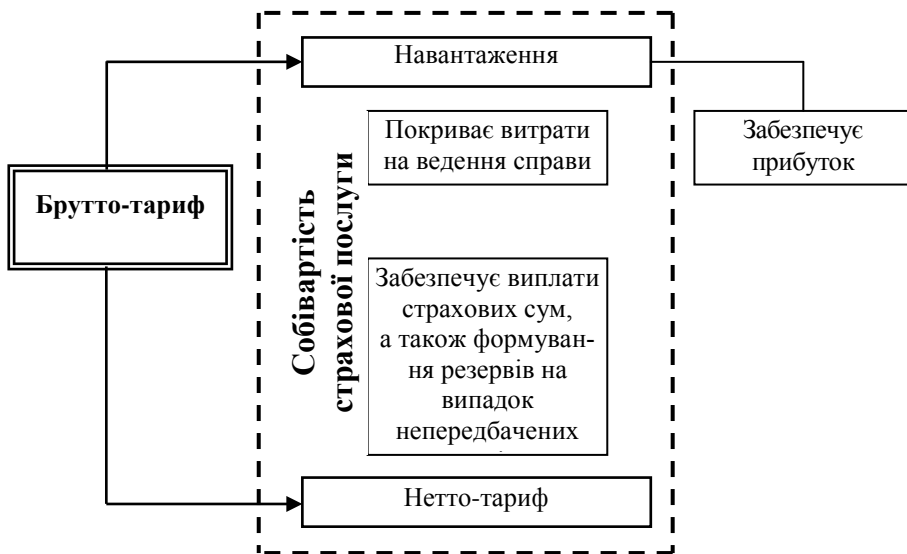 Навантаження
Покриває витрати
на ведення справи
Забезпечує
прибуток
Брутто-тариф
Собівартість
страхової послуги
Забезпечує виплати
страхових сум,
а також формуван-
ня резервів на
випадок
непередбачених
Нетто-тариф